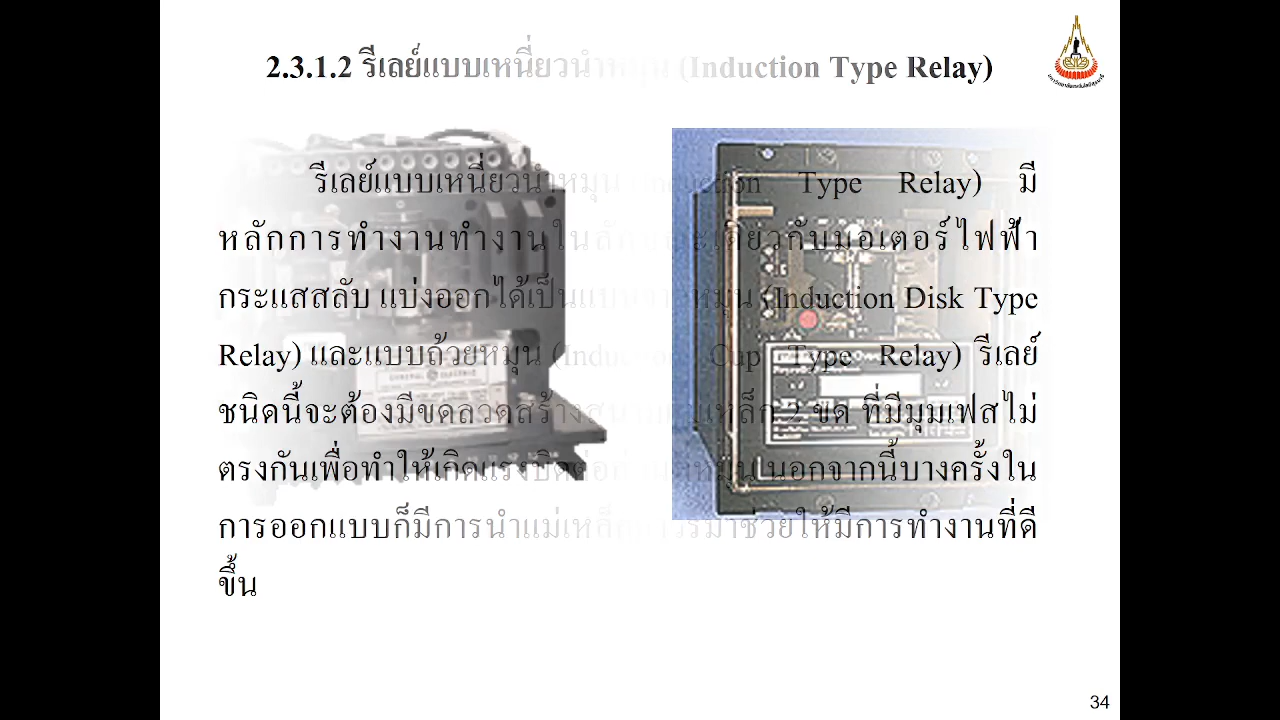 2.3.1.2 รีเลย์แบบเหนี่ยวนำหมุน (Induction Type Relay)
รีเลย์แบบเหนี่ยวนำหมุน (Induction Type Relay) มี
หลักการทำงานทำงานในลักษณะเดียวกับมอเตอร์ไฟฟ้า
กระแสสลับ แบ่งออกได้เป็นแบบจานหมุน (Induction Disk Type
Relay) และแบบถ้วยหมุน (Induction Cup Type Relay) รีเลย์
ชนิดนี้จะต้องมีขดลวดสร้างสนามแม่เหล็ก 2 ขด ที่มีมุมเฟสไม่
ตรงกันเพื่อทำให้เกิดแรงบิดต่อส่วนหมุน นอกจากนี้บางครั้งใน
การออกแบบก็มีการนำแม่เหล็กถาวรมาช่วยให้มีการทำงานที่ดี
ขึ้น
GENERAL ELECTRIC
34